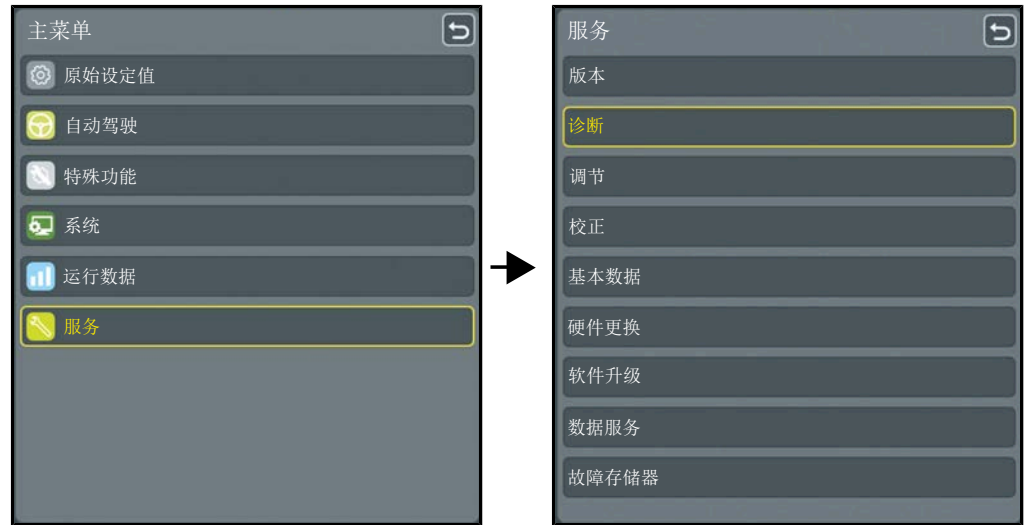 主菜单
原始设定值
自动驾驶
特殊功能
系统
运行数据
服务
服务
版本
诊断
调节
校正
基本数据
硬件更换
软件升级
数据服务
故障存储器